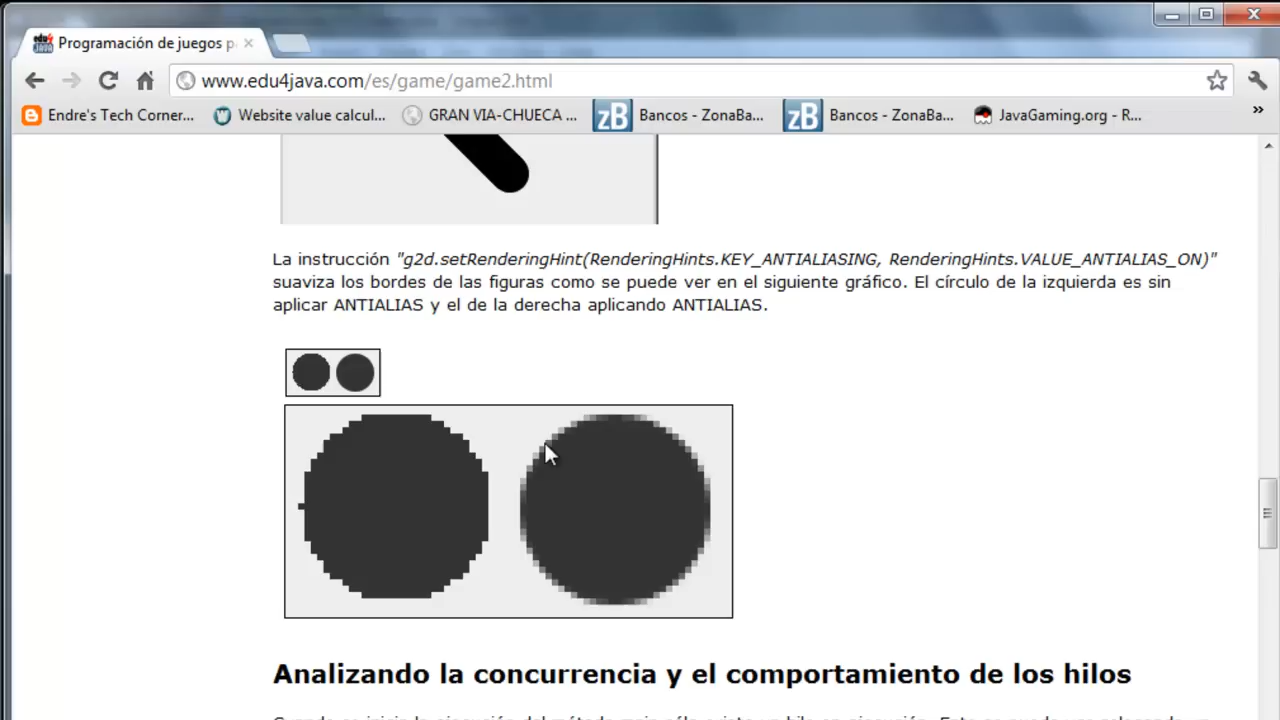 Programación de juegos p
www.edu4java.com/es/game/game2.html
Endre's Tech Corner... Website value calcul... GRAN VIA-CHUECA ... zB Bancos - ZonaBa... zB Bancos - ZonaBa... JavaGaming.org - R... »
La instrucción "g2d.setRenderingHint(RenderingHints.KEY_ANTIALIASING, RenderingHints.VALUE_ANTIALIAS_ON)"
suaviza los bordes de las figuras como se puede ver en el siguiente gráfico. El círculo de la izquierda es sin
aplicar ANTIALIAS y el de la derecha aplicando ANTIALIAS.
Analizando la concurrencia y el comportamiento de los hilos